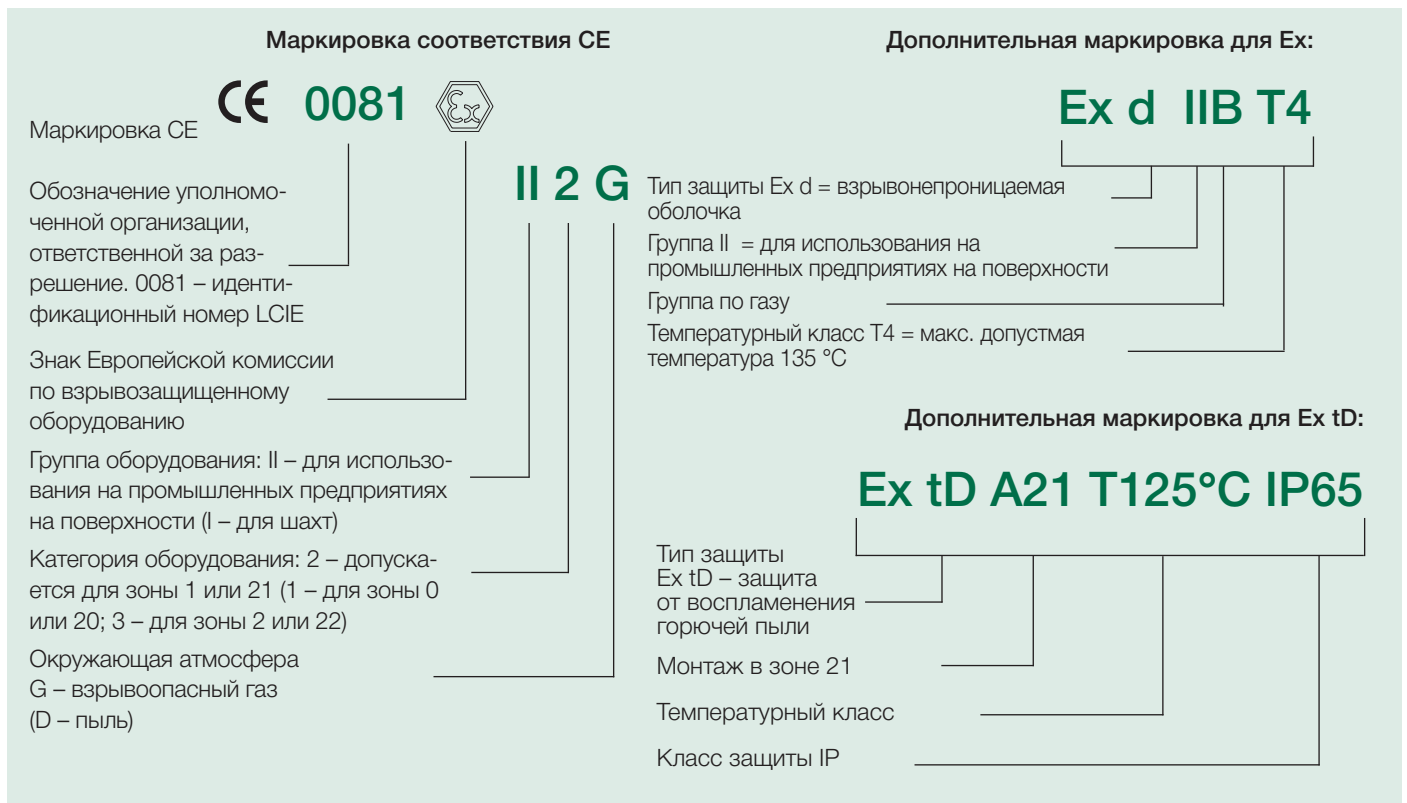 Маркировка соответствия CE
CE 0081 Ex
Маркировка CE
II 2 G
Обозначение уполномо-
ченной организации,
ответственной за раз-
решение. 0081 – иденти-
фикационный номер LCIE
Знак Европейской комиссии
по взрывозащищенному
оборудованию
Группа оборудования: II – для использо-
вания на промышленных предприятиях
на поверхности (I – для шахт)
Категория оборудования: 2 – допуска-
ется для зоны 1 или 21 (1 – для зоны 0
или 20; 3 – для зоны 2 или 22)
Окружающая атмосфера
G – взрывоопасный газ
(D – пыль)
Дополнительная маркировка для Ex:
Ex d IIB T4
Тип защиты Ex d = взрывонепроницаемая
оболочка
Группа II = для использования на
промышленных предприятиях на поверхности
Группа по газу
Температурный класс T4 = макс. допустмая
температура 135 °C
Дополнительная маркировка для Ex tD:
Ex tD A21 T125°C IP65
Тип защиты
Ex tD – защита
от воспламенения
горючей пыли
Монтаж в зоне 21
Температурный класс
Класс защиты IP